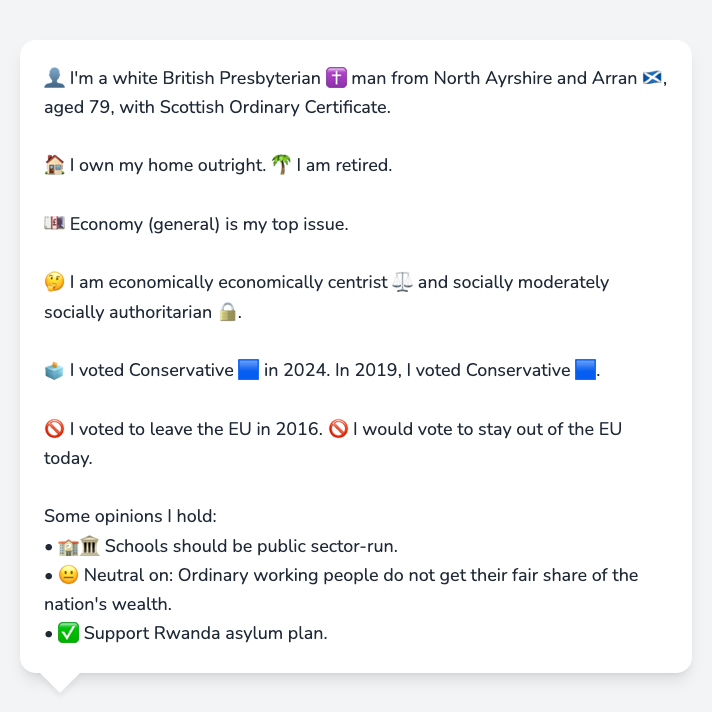 👤 I'm a white British Presbyterian ✝️ man from North Ayrshire and Arran 🏴󠁧󠁢󠁳󠁣󠁴󠁿,
aged 79, with Scottish Ordinary Certificate.
🏠 I own my home outright. 🌴 I am retired.
💷 Economy (general) is my top issue.
🤔 I am economically economically centrist ⚖️ and socially moderately
socially authoritarian 🔒.
🗳️ I voted Conservative 🟦 in 2024. In 2019, I voted Conservative 🟦.
🚫 I voted to leave the EU in 2016. 🚫 I would vote to stay out of the EU
today.
Some opinions I hold:
• 🏫🏛️ Schools should be public sector-run.
• 😐 Neutral on: Ordinary working people do not get their fair share of the
nation's wealth.
• ✅ Support Rwanda asylum plan.